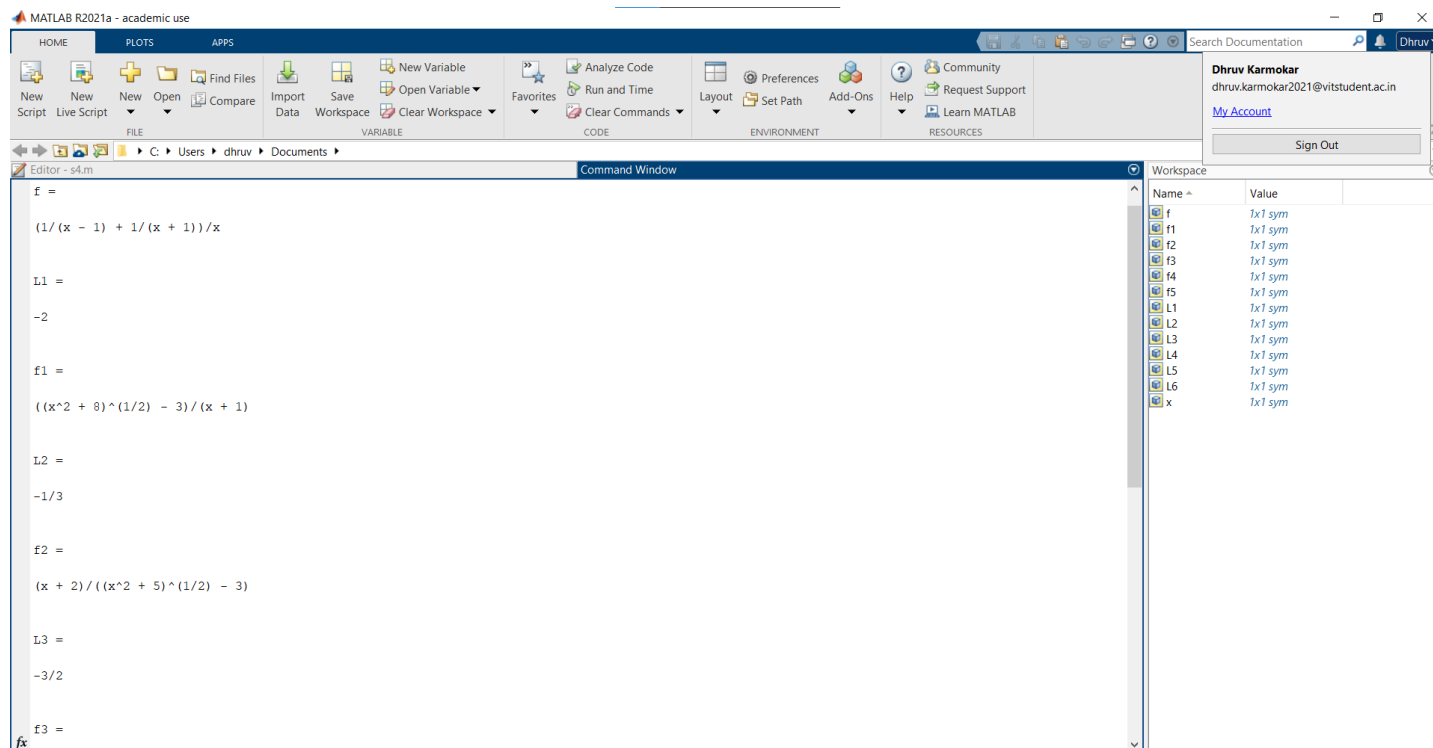 MATLAB R2021a - academic use
HOME PLOTS APPS
Search Documentation Dhruv
New Script
New Live Script
New
Open
Find Files
Compare
FILE
Import Data
Save Workspace
New Variable
Open Variable
Clear Workspace
VARIABLE
Favorites
Analyze Code
Run and Time
Clear Commands
CODE
Layout
Preferences
Set Path
Add-Ons
ENVIRONMENT
Help
Community
Request Support
Learn MATLAB
RESOURCES
Dhruv Karmokar
dhruv.karmokar2021@vitstudent.ac.in
My Account
Sign Out
C: Users dhruv Documents
Editor - s4.m
Command Window
f =
(1/(x - 1) + 1/(x + 1))/x
L1 =
-2
f1 =
((x^2 + 8)^(1/2) - 3)/(x + 1)
L2 =
-1/3
f2 =
(x + 2)/((x^2 + 5)^(1/2) - 3)
L3 =
-3/2
f3 =
fx
Workspace
Name Value
f 1x1 sym
f1 1x1 sym
f2 1x1 sym
f3 1x1 sym
f4 1x1 sym
f5 1x1 sym
L1 1x1 sym
L2 1x1 sym
L3 1x1 sym
L4 1x1 sym
L5 1x1 sym
L6 1x1 sym
x 1x1 sym